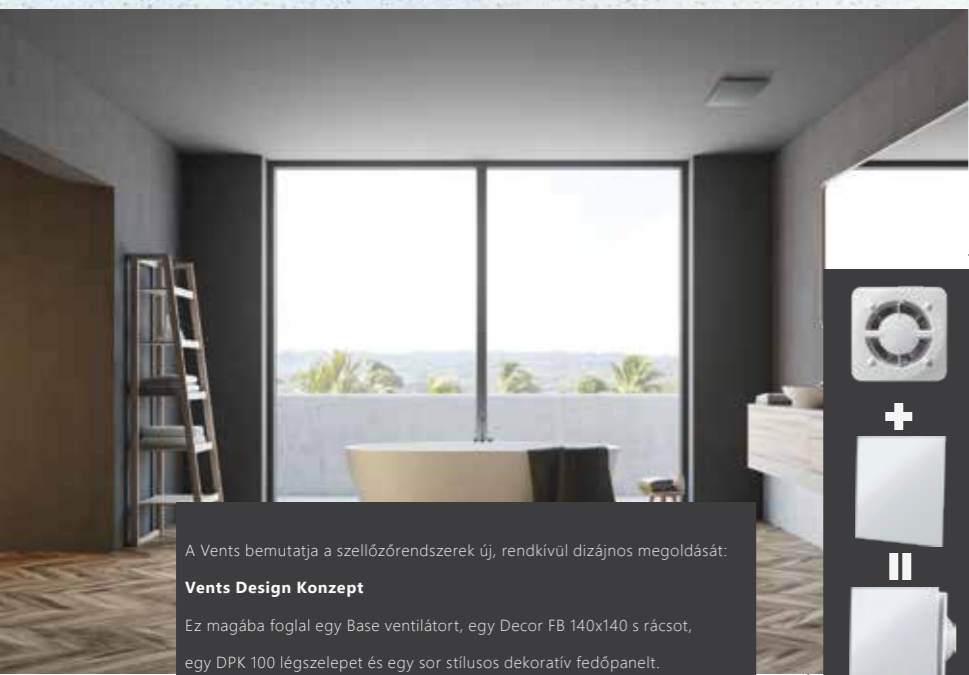 A Vents bemutatja a szellőzőrendszerek új, rendkívül dizájnos megoldását:
Vents Design Konzept
Ez magába foglal egy Base ventilátort, egy Decor FB 140x140 s rácsot,
egy DPK 100 légszelepet és egy sor stílusos dekoratív fedőpanelt.